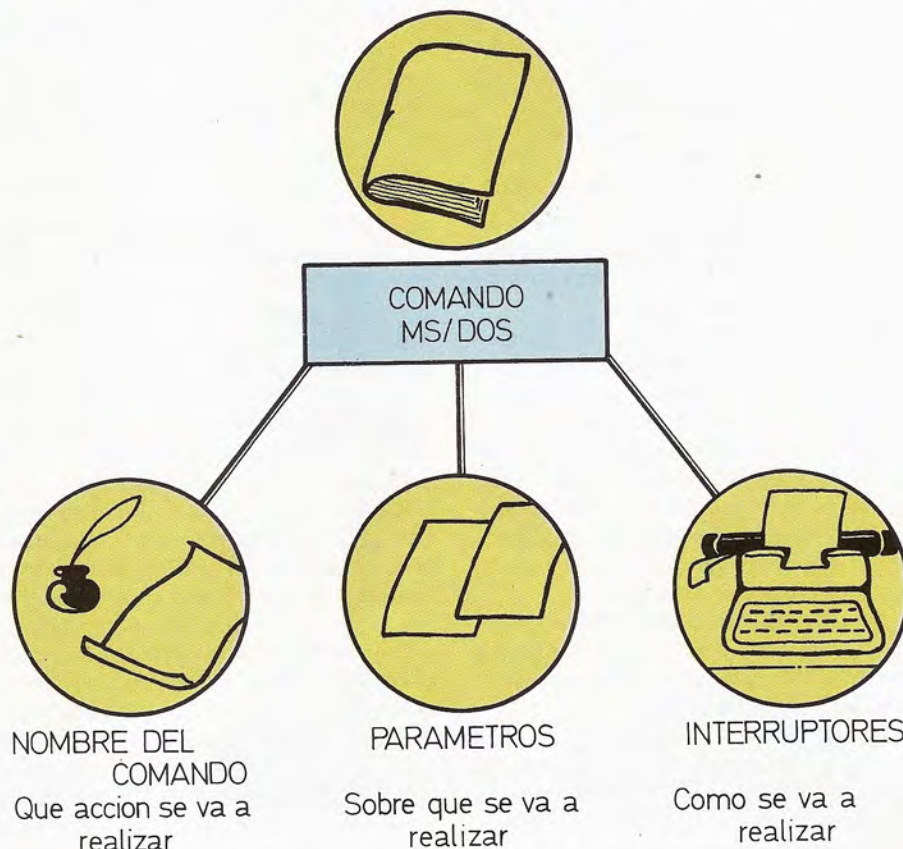 COMANDO
MS/DOS
NOMBRE DEL
COMANDO
Que accion se va a
realizar
PARAMETROS
Sobre que se va a
realizar
INTERRUPTORES
Como se va a
realizar